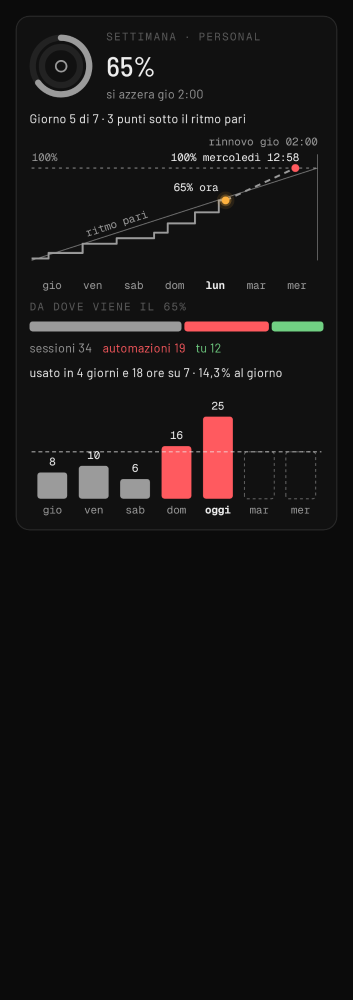 SETTIMANA · PERSONAL
65%
si azzera gio 2:00
Giorno 5 di 7 · 3 punti sotto il ritmo pari
rinnovo gio 02:00
100%
100% mercoledì 12:58
65% ora
ritmo pari
gio ven sab dom lun mar mer
DA DOVE VIENE IL 65%
sessioni 34 automazioni 19 tu 12
usato in 4 giorni e 18 ore su 7 · 14,3% al giorno
25
16
10
8
6
gio ven sab dom oggi mar mer